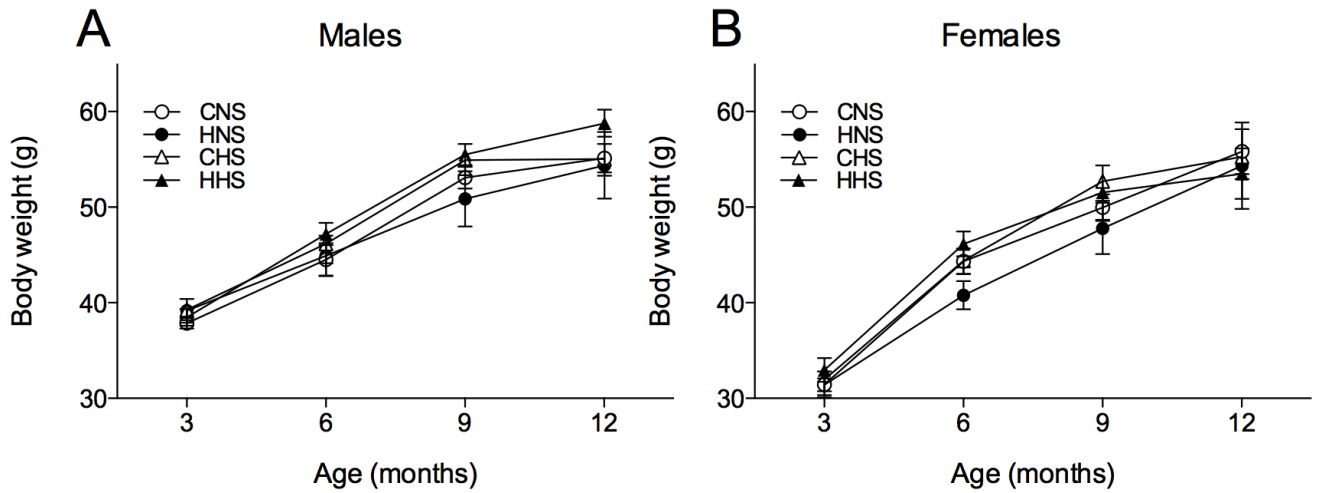 A
Males
CNS
HNS
CHS
HHS
60
50
40
30
3 6 9 12
Body weight (g)
Age (months)
B
Females
CNS
HNS
CHS
HHS
60
50
40
30
3 6 9 12
Body weight (g)
Age (months)